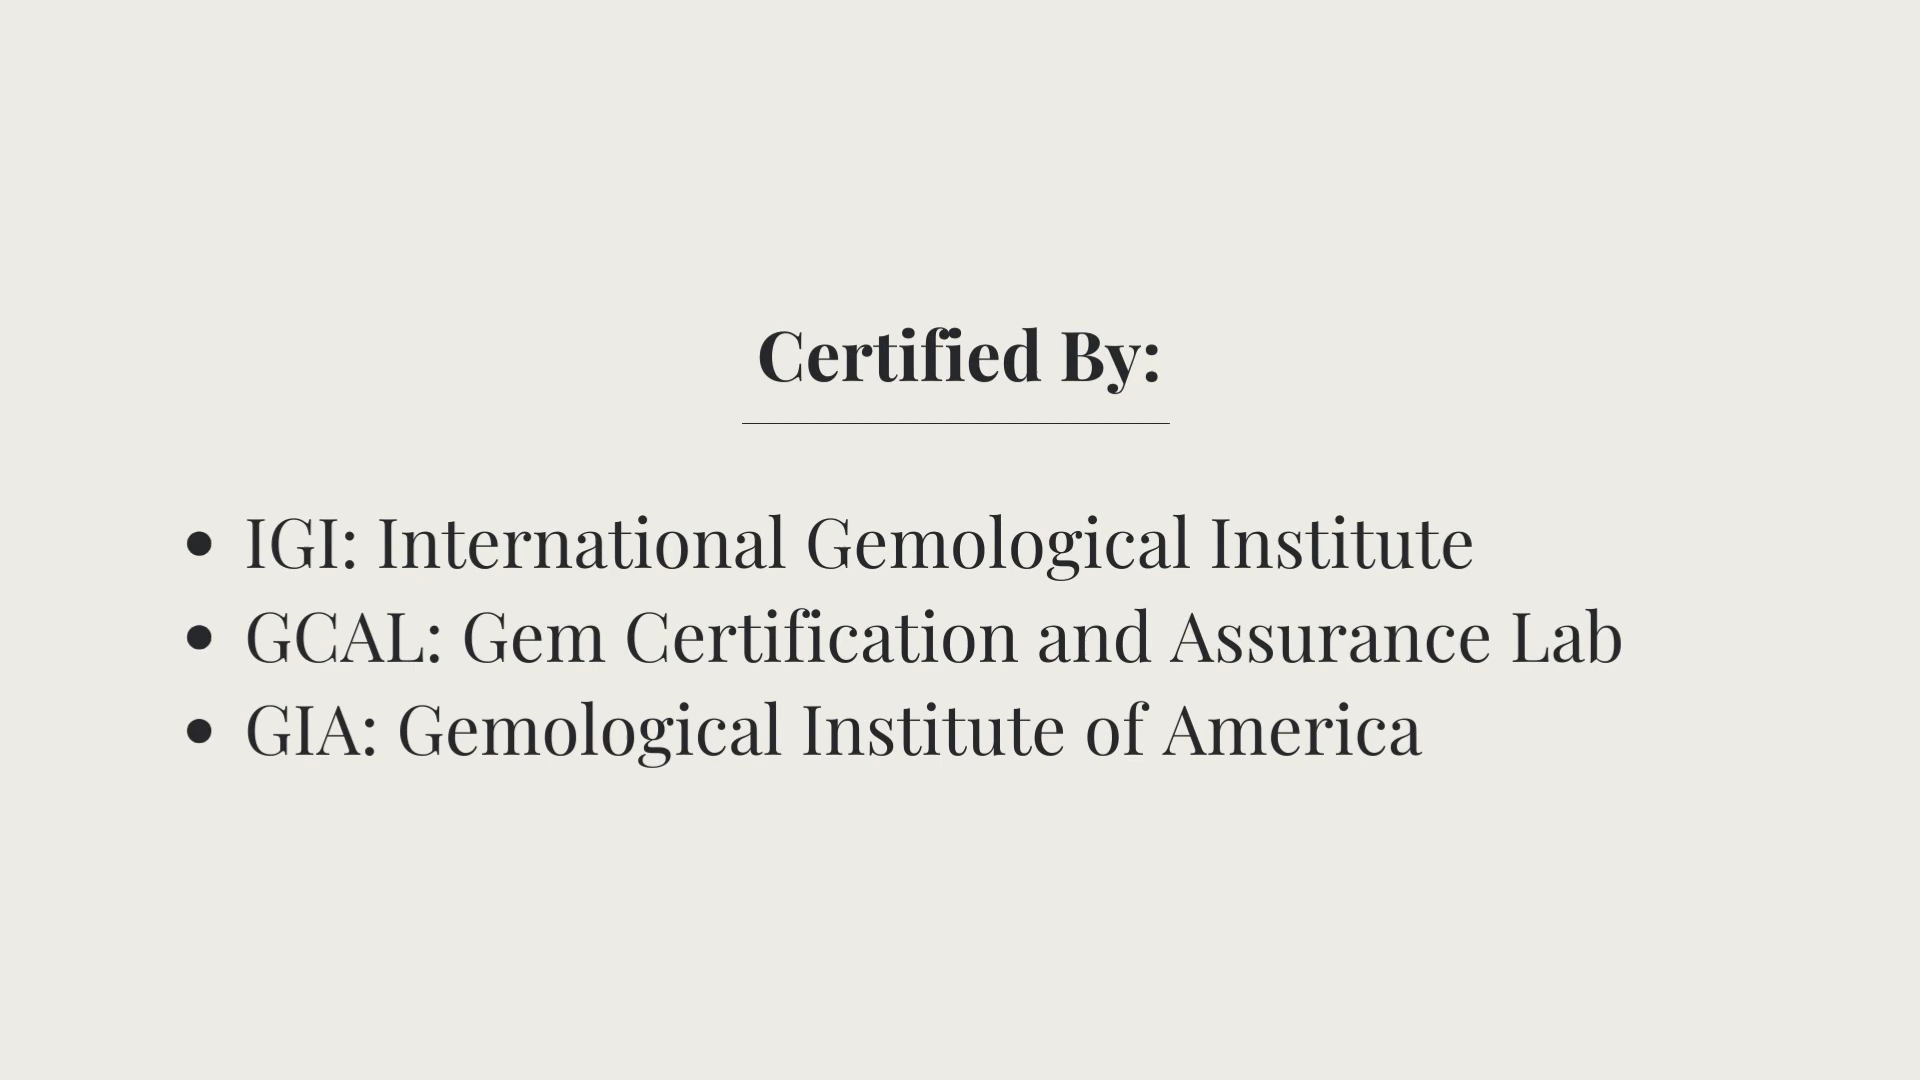 Certified By:
• IGI: International Gemological Institute
• GCAL: Gem Certification and Assurance Lab
• GIA: Gemological Institute of America